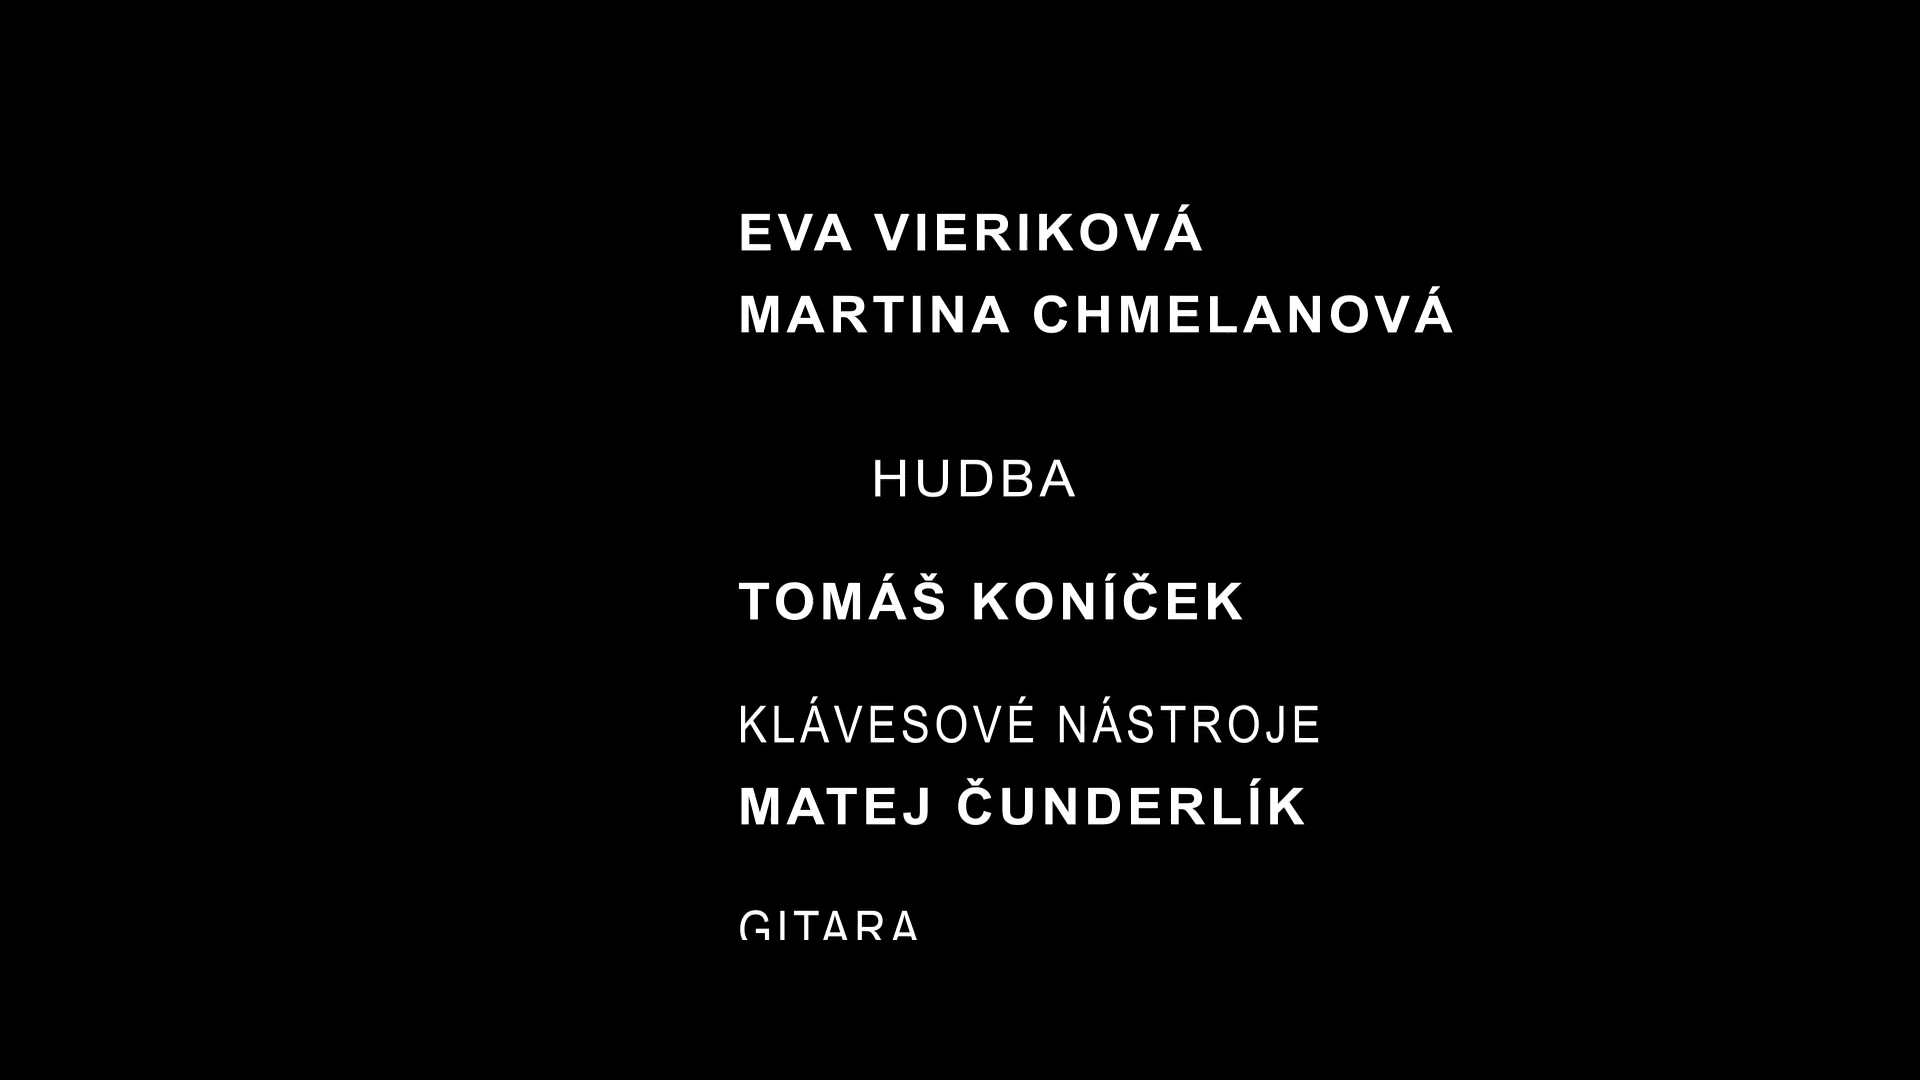 EVA VIERIKOVÁ
MARTINA CHMELANOVÁ
HUDBA
TOMÁŠ KONÍČEK
KLÁVESOVÉ NÁSTROJE
MATEJ ČUNDERLÍK
GITARA